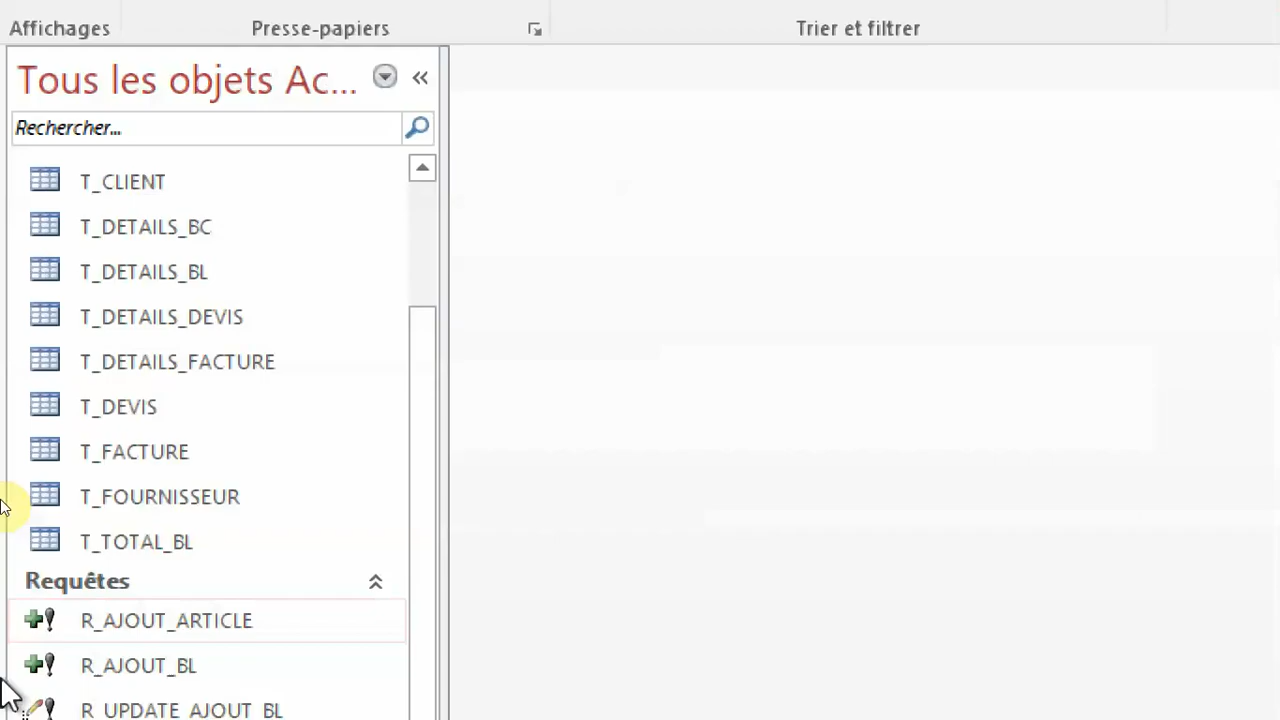 Affichages
Presse-papiers
Trier et filtrer
Tous les objets Ac...
Rechercher...
T_CLIENT
T_DETAILS_BC
T_DETAILS_BL
T_DETAILS_DEVIS
T_DETAILS_FACTURE
T_DEVIS
T_FACTURE
T_FOURNISSEUR
T_TOTAL_BL
Requêtes
R_AJOUT_ARTICLE
R_AJOUT_BL
R_UPDATE_AJOUT_BL